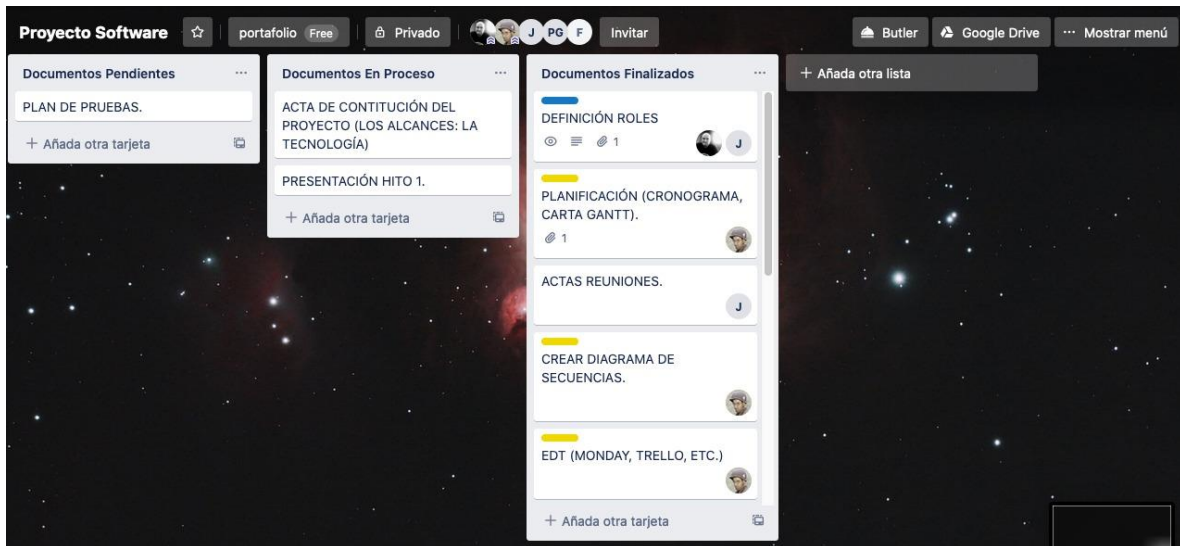 Proyecto Software
portafolio Free
Privado
J PG F
Invitar
Butler
Google Drive
··· Mostrar menú
Documentos Pendientes ···
PLAN DE PRUEBAS.
+ Añada otra tarjeta
Documentos En Proceso ···
ACTA DE CONTITUCIÓN DEL
PROYECTO (LOS ALCANCES: LA
TECNOLOGÍA)
PRESENTACIÓN HITO 1.
+ Añada otra tarjeta
Documentos Finalizados ···
DEFINICIÓN ROLES
1
J
PLANIFICACIÓN (CRONOGRAMA,
CARTA GANTT).
1
ACTAS REUNIONES.
J
CREAR DIAGRAMA DE
SECUENCIAS.
EDT (MONDAY, TRELLO, ETC.)
+ Añada otra tarjeta
+ Añada otra lista